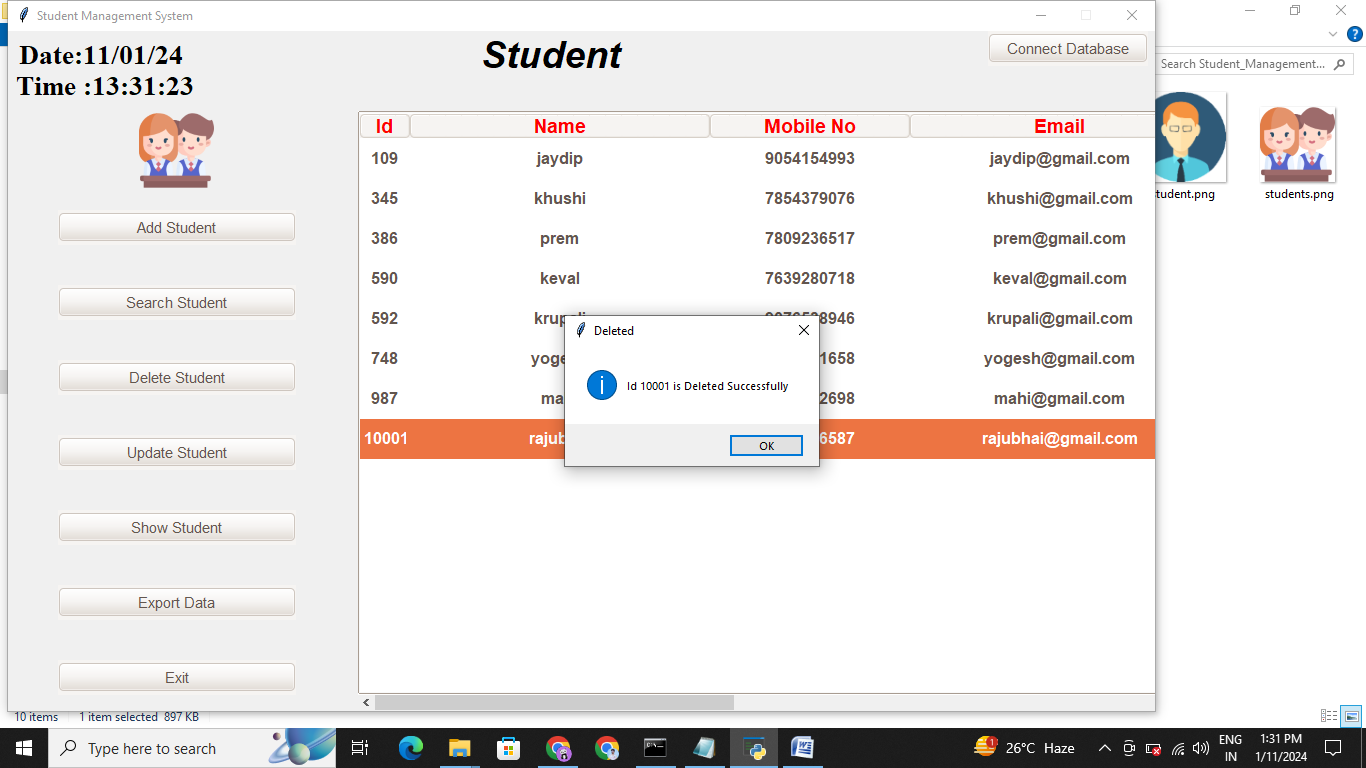 Student Management System
Date:11/01/24
Time :13:31:23
Student
Connect Database
Search Student_Management...
Id Name Mobile No Email
109 jaydip 9054154993 jaydip@gmail.com
345 khushi 7854379076 khushi@gmail.com
386 prem 7809236517 prem@gmail.com
590 keval 7639280718 keval@gmail.com
592 krupali@gmail.com
748 yogesh@gmail.com
987 mahi@gmail.com
10001 rajubhai@gmail.com
Deleted
Id 10001 is Deleted Successfully
OK
Add Student
Search Student
Delete Student
Update Student
Show Student
Export Data
Exit
student.png
students.png
10 items 1 item selected 897 KB
Type here to search
1
26°C Haze
ENG
IN
1:31 PM
1/11/2024